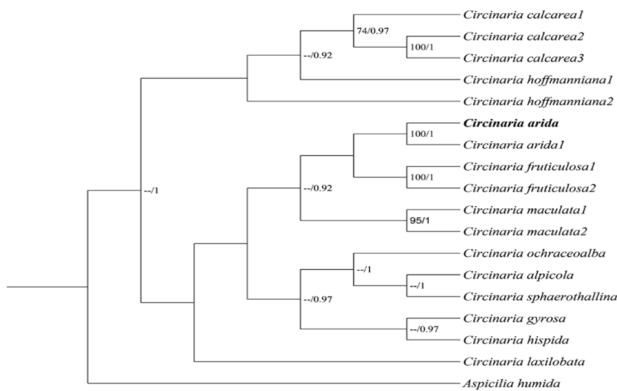 Circinaria calcarea1
74/0.97
Circinaria calcarea2
100/1
--/0.92
Circinaria calcarea3
Circinaria hoffmanniana1
Circinaria hoffmanniana2
Circinaria arida
100/1
Circinaria arida1
Circinaria fruticulosa1
100/1
--/1
--/0.92
Circinaria fruticulosa2
Circinaria maculata1
95/1
Circinaria maculata2
Circinaria ochraceoalba
--/1
Circinaria alpicola
--/1
--/0.97
Circinaria sphaerothallina
Circinaria gyrosa
--/0.97
Circinaria hispida
Circinaria laxilobata
Aspicilia humida